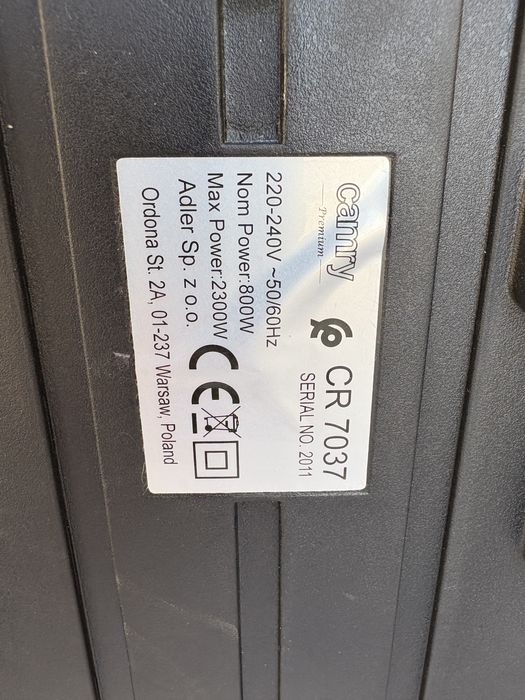 camry
Premium
CR 7037
SERIAL NO. 2011
220-240V ~50/60Hz
Nom Power:800W
Max Power:2300W
Adler Sp. z o.o.
Ordona St. 2A, 01-237 Warsaw, Poland
CE